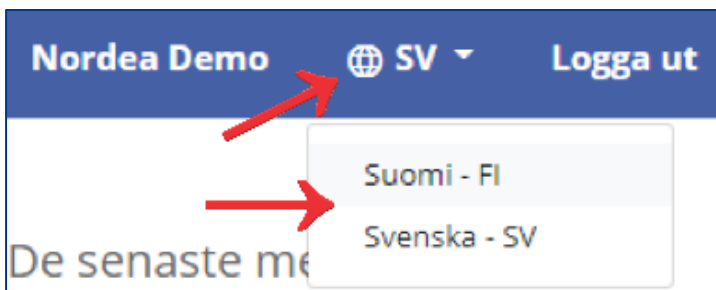 Nordea Demo SV Logga ut
Suomi - FI
Svenska - SV
De senaste me